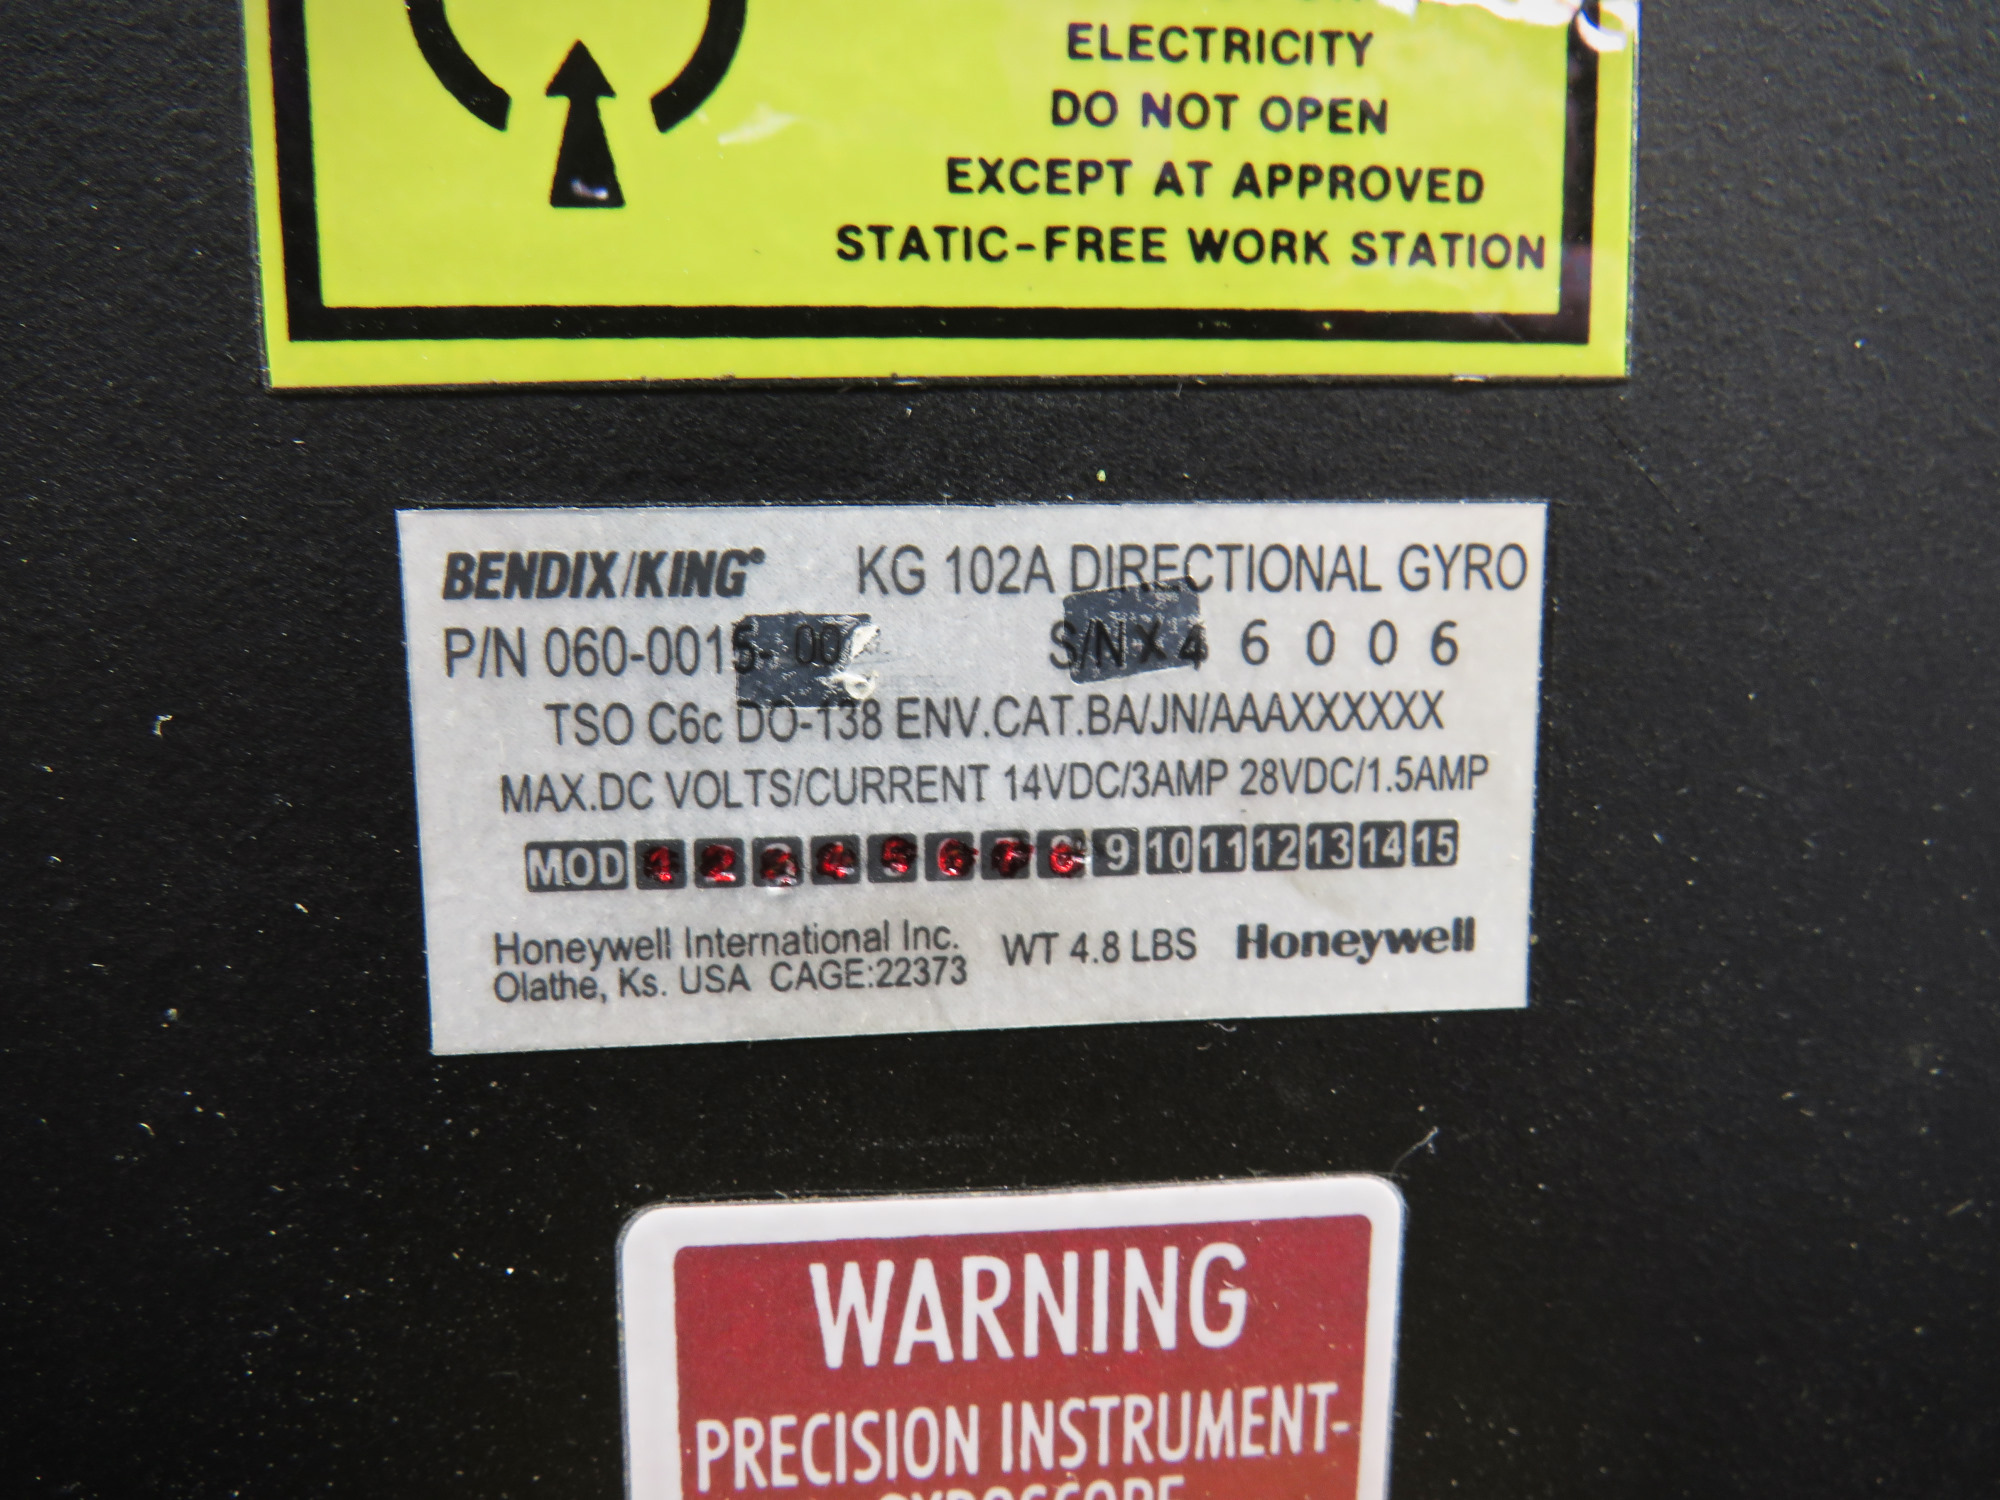 ELECTRICITY
DO NOT OPEN
EXCEPT AT APPROVED
STATIC-FREE WORK STATION
BENDIX/KING® KG 102A DIRECTIONAL GYRO
P/N 060-0015-00 S/N X 4 6 0 0 6
TSO C6c DO-138 ENV.CAT.BA/JN/AAAXXXXXX
MAX.DC VOLTS/CURRENT 14VDC/3AMP 28VDC/1.5AMP
MOD 1 2 3 4 5 6 7 8 9 10 11 12 13 14 15
Honeywell International Inc. WT 4.8 LBS Honeywell
Olathe, Ks. USA CAGE:22373
WARNING
PRECISION INSTRUMENT-
GYROSCOPE